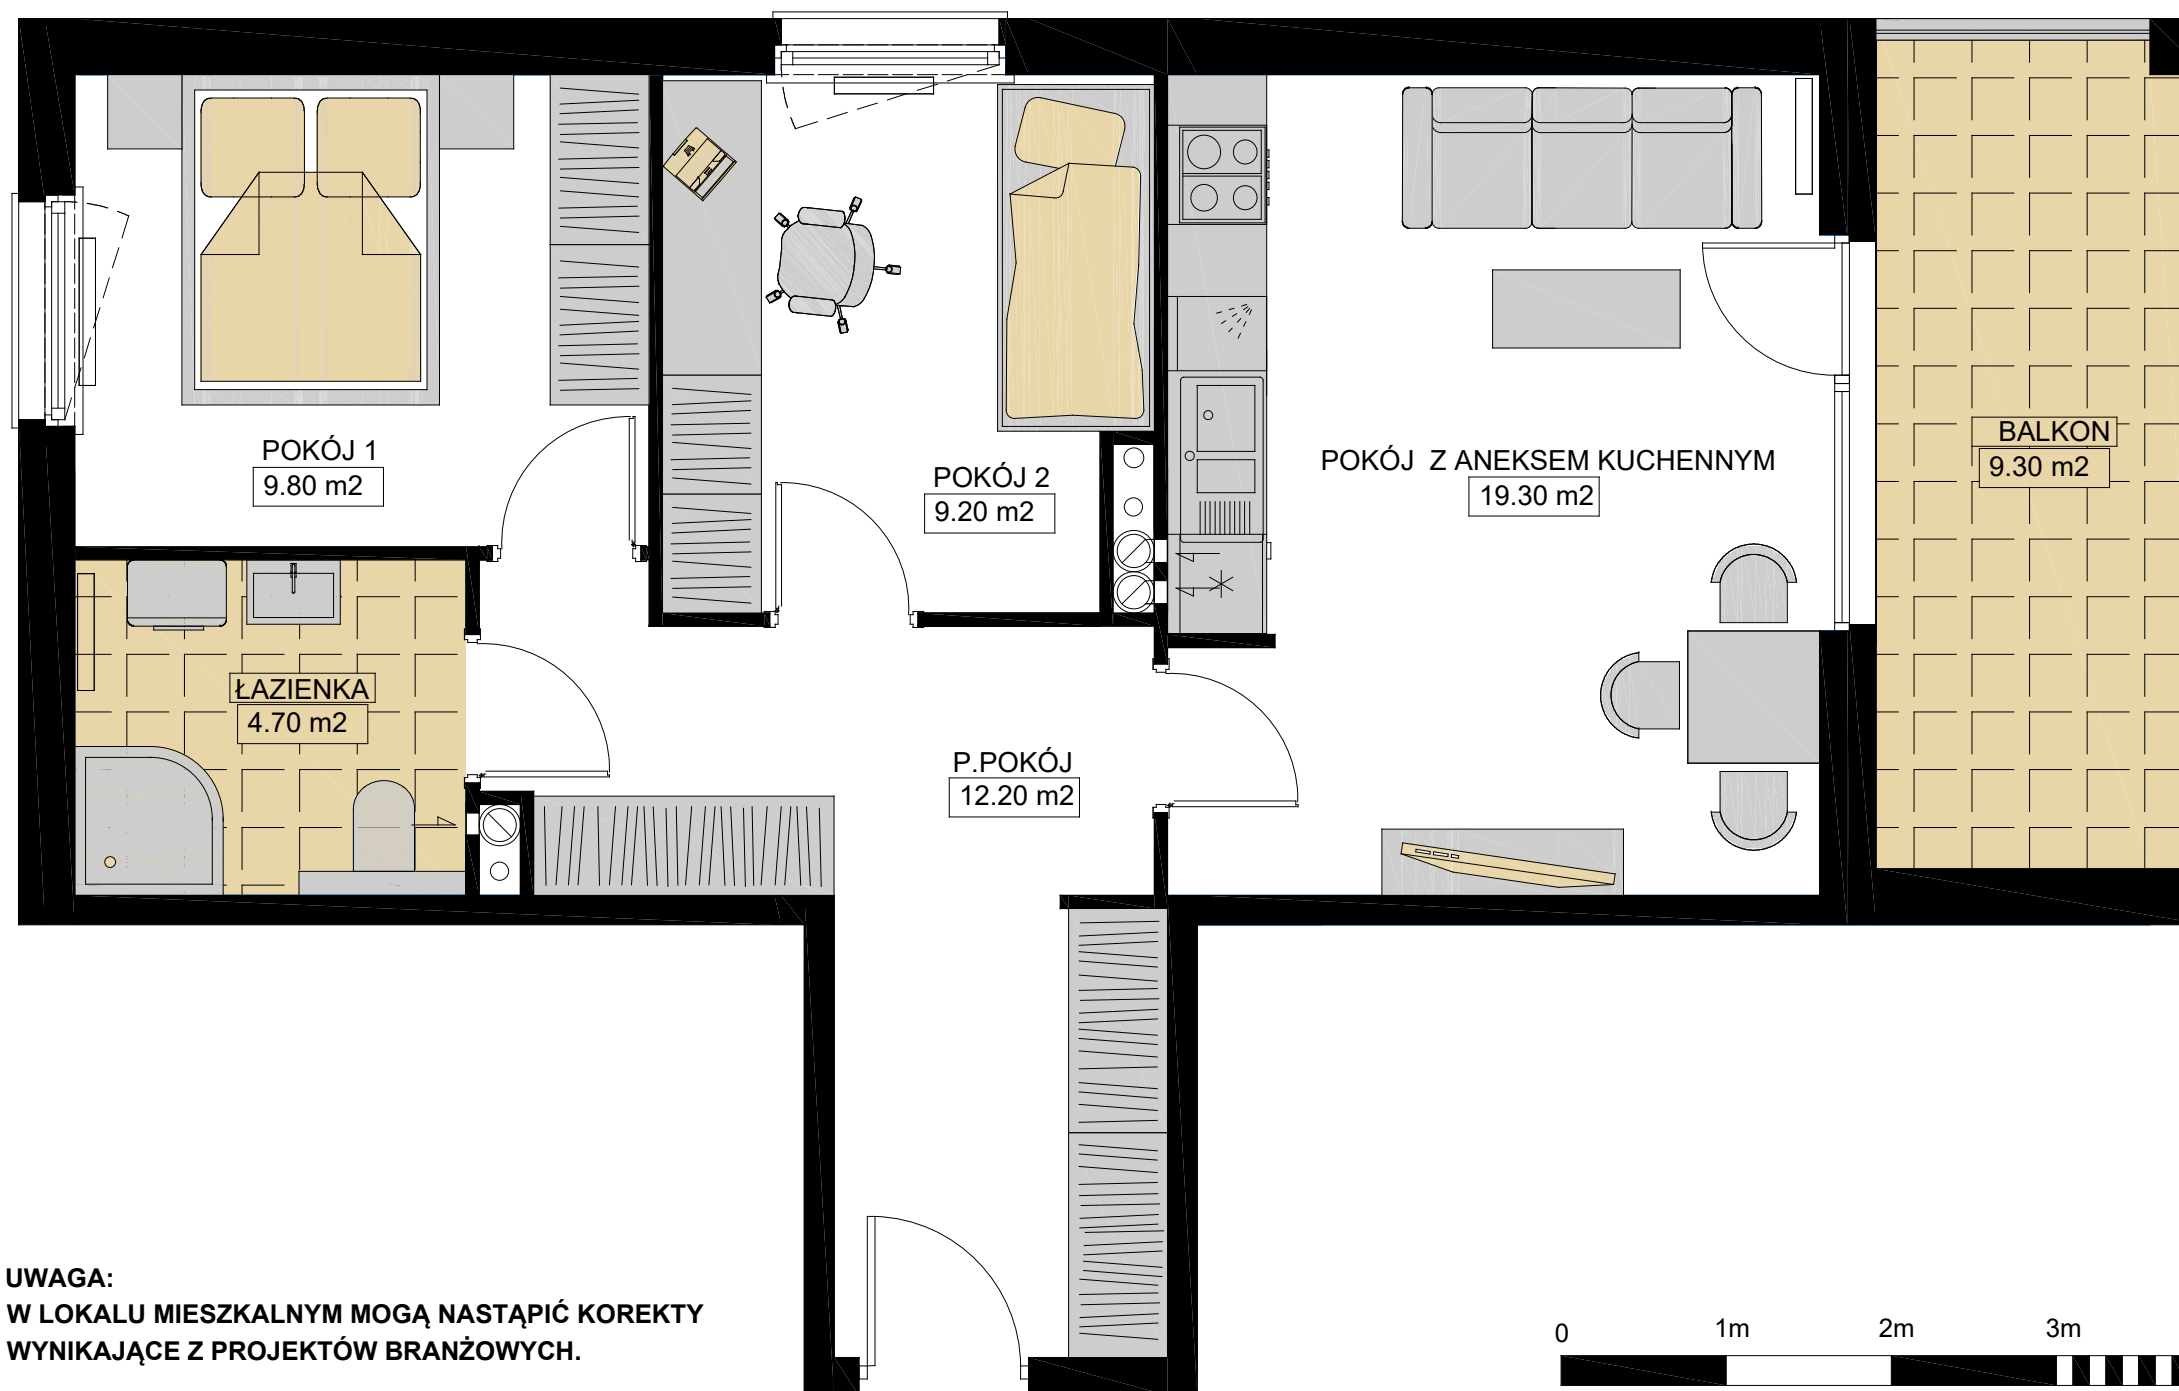 POKÓJ 1
9.80 m2
POKÓJ 2
9.20 m2
POKÓJ Z ANEKSEM KUCHENNYM
19.30 m2
BALKON
9.30 m2
ŁAZIENKA
4.70 m2
P.POKÓJ
12.20 m2
UWAGA:
W LOKALU MIESZKALNYM MOGĄ NASTĄPIĆ KOREKTY
WYNIKAJĄCE Z PROJEKTÓW BRANŻOWYCH.
0 1m 2m 3m